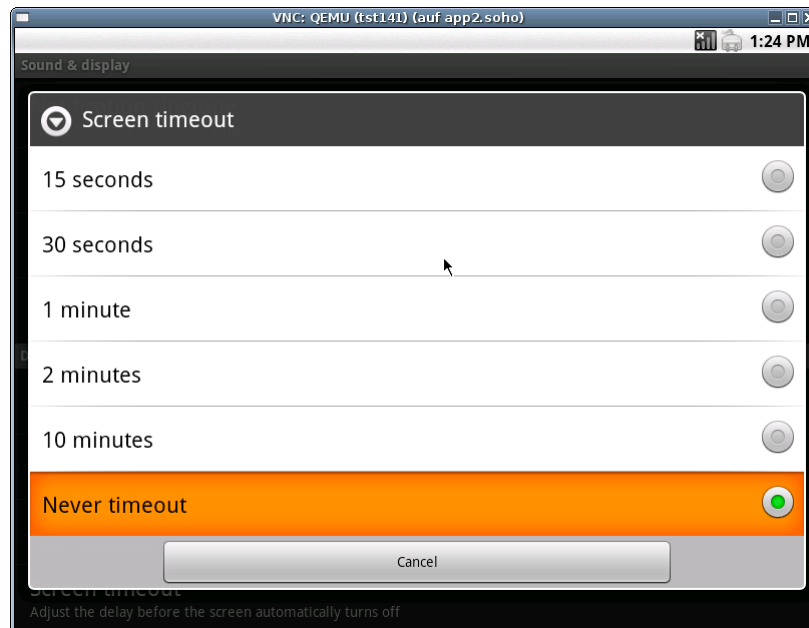 VNC: QEMU (tst141) (auf app2.soho)
1:24 PM
Sound & display
Screen timeout
15 seconds
30 seconds
1 minute
2 minutes
10 minutes
Never timeout
Cancel
Screen timeout
Adjust the delay before the screen automatically turns off